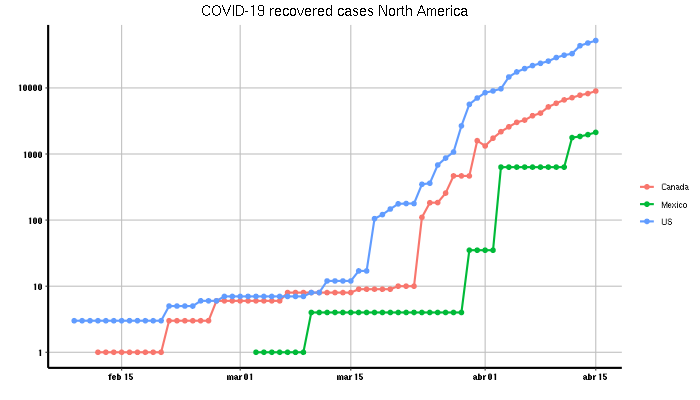 COVID-19 recovered cases North America
10000
1000
100
10
1
feb 15
mar 01
mar 15
abr 01
abr 15
Canada
Mexico
US